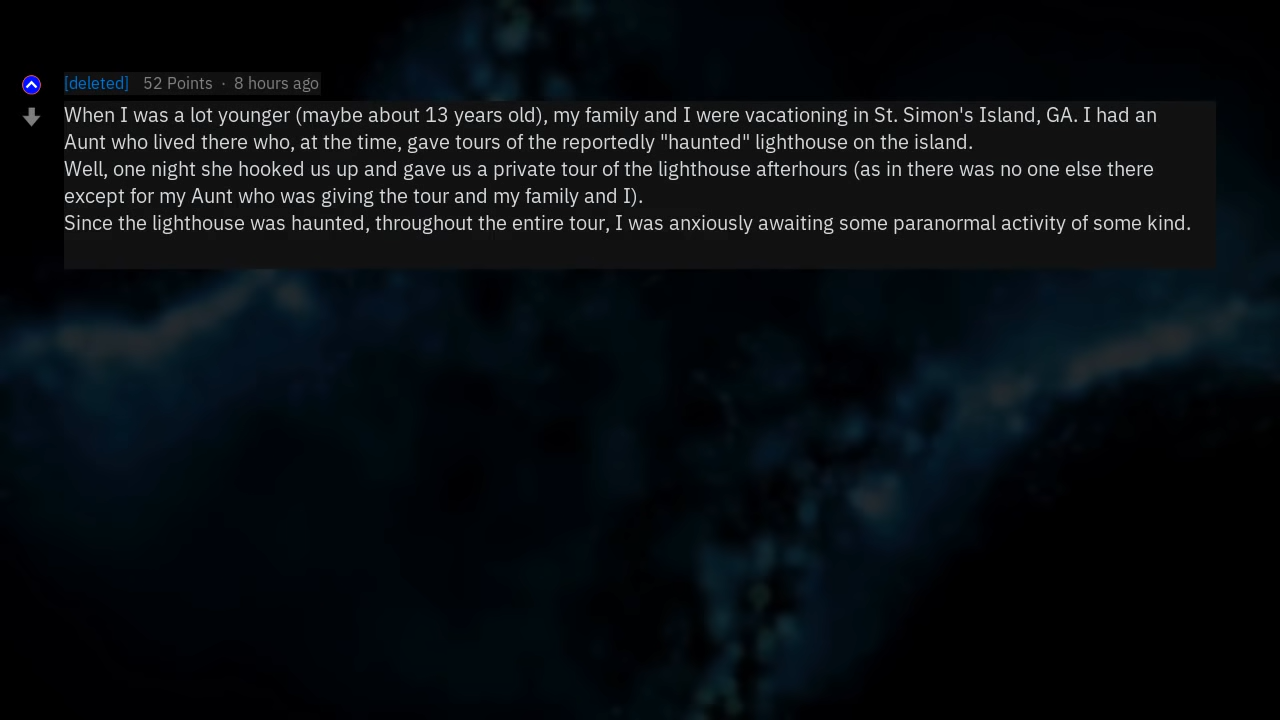 [deleted] 52 Points · 8 hours ago
When I was a lot younger (maybe about 13 years old), my family and I were vacationing in St. Simon's Island, GA. I had an
Aunt who lived there who, at the time, gave tours of the reportedly "haunted" lighthouse on the island.
Well, one night she hooked us up and gave us a private tour of the lighthouse afterhours (as in there was no one else there
except for my Aunt who was giving the tour and my family and I).
Since the lighthouse was haunted, throughout the entire tour, I was anxiously awaiting some paranormal activity of some kind.